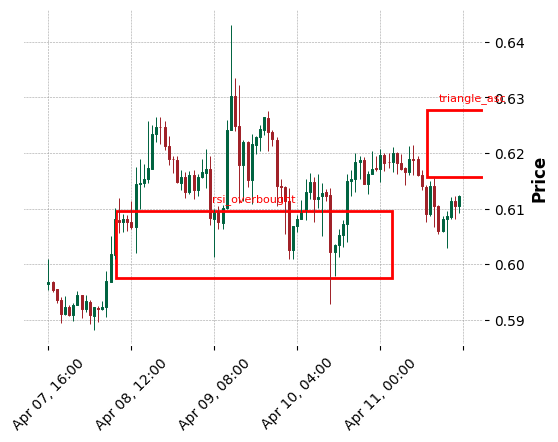 0.64
0.63
0.62
0.61
0.60
0.59
Price
triangle_asc
rsi_overbought
Apr 07, 16:00
Apr 08, 12:00
Apr 09, 08:00
Apr 10, 04:00
Apr 11, 00:00